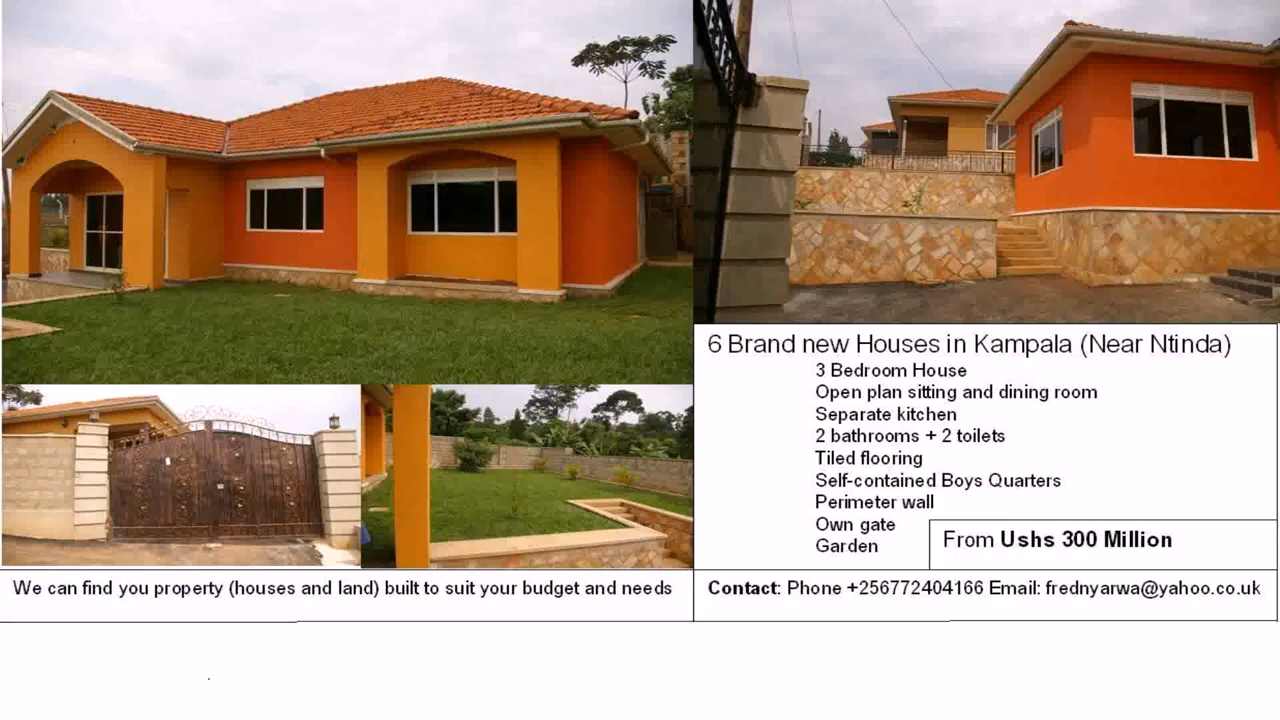 6 Brand new Houses in Kampala (Near Ntinda)
3 Bedroom House
Open plan sitting and dining room
Separate kitchen
2 bathrooms + 2 toilets
Tiled flooring
Self-contained Boys Quarters
Perimeter wall
Own gate
Garden
From Ushs 300 Million
We can find you property (houses and land) built to suit your budget and needs
Contact: Phone +256772404166 Email: frednyarwa@yahoo.co.uk